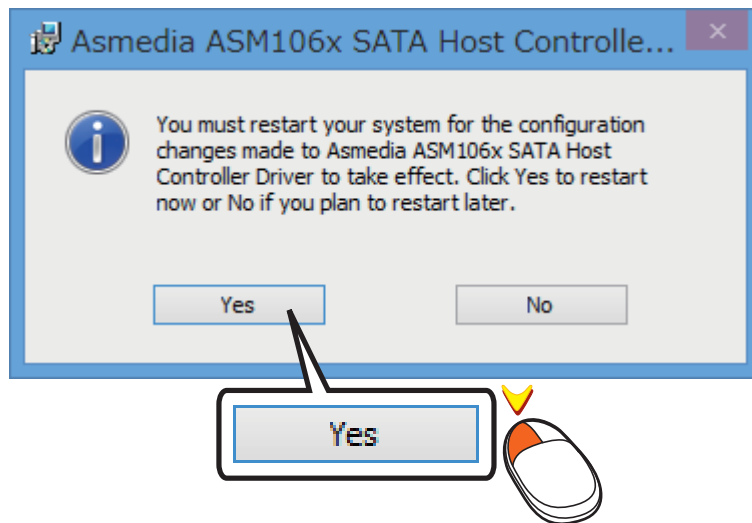 Asmedia ASM106x SATA Host Controlle...
You must restart your system for the configuration
changes made to Asmedia ASM106x SATA Host
Controller Driver to take effect. Click Yes to restart
now or No if you plan to restart later.
Yes
No
Yes